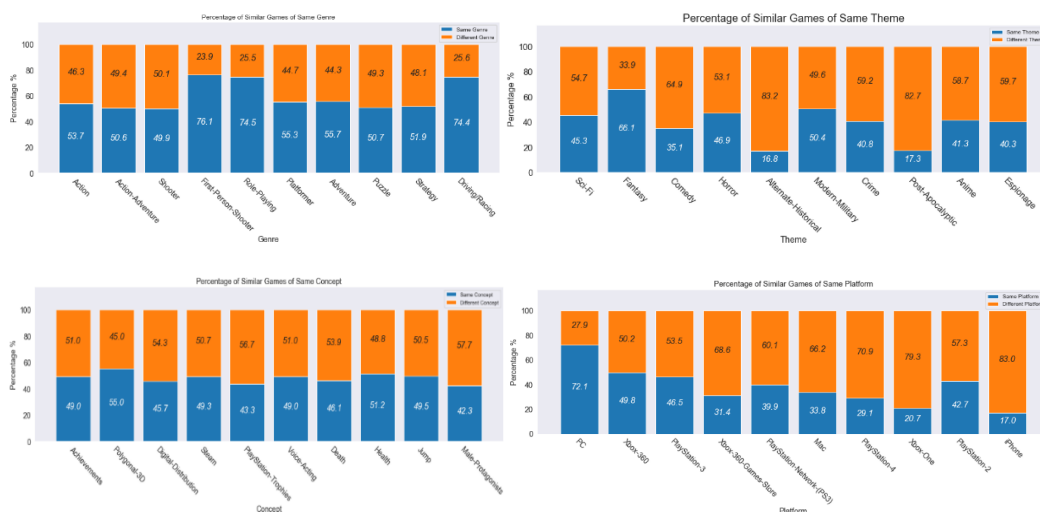 Percentage of Similar Games of Same Genre
Same Genre
Different Genre
Percentage %
100
80
60
40
20
0
46.3 49.4 50.1 23.9 25.5 44.7 44.3 49.3 48.1 25.6
53.7 50.6 49.9 76.1 74.5 55.3 55.7 50.7 51.9 74.4
Action
Action-Adventure
Shooter
First-Person-Shooter
Role-Playing
Platformer
Adventure
Puzzle
Strategy
Driving/Racing
Genre
Percentage of Similar Games of Same Theme
Same Theme
Different Them
Percentage %
100
80
60
40
20
0
54.7 33.9 64.9 53.1 83.2 49.6 59.2 82.7 58.7 59.7
45.3 66.1 35.1 46.9 16.8 50.4 40.8 17.3 41.3 40.3
Sci-Fi
Fantasy
Comedy
Horror
Alternate-Historical
Modern-Military
Crime
Post-Apocalyptic
Anime
Espionage
Theme
Percentage of Similar Games of Same Concept
Same Concept
Different Concept
Percentage %
100
80
60
40
20
0
51.0 45.0 54.3 50.7 56.7 51.0 53.9 48.8 50.5 57.7
49.0 55.0 45.7 49.3 43.3 49.0 46.1 51.2 49.5 42.3
Achievements
Polygonal-3D
Digital-Distribution
Steam
PlayStation-Trophies
Voice-Acting
Death
Health
Jump
Male-Protagonists
Concept
Percentage of Similar Games of Same Platform
Same Platform
Different Platfor
Percentage %
100
80
60
40
20
0
27.9 50.2 53.5 68.6 60.1 66.2 70.9 79.3 57.3 83.0
72.1 49.8 46.5 31.4 39.9 33.8 29.1 20.7 42.7 17.0
PC
Xbox-360
PlayStation-3
Xbox-360-Games-Store
PlayStation-Network-(PS3)
Mac
PlayStation-4
Xbox-One
PlayStation-2
iPhone
Platform